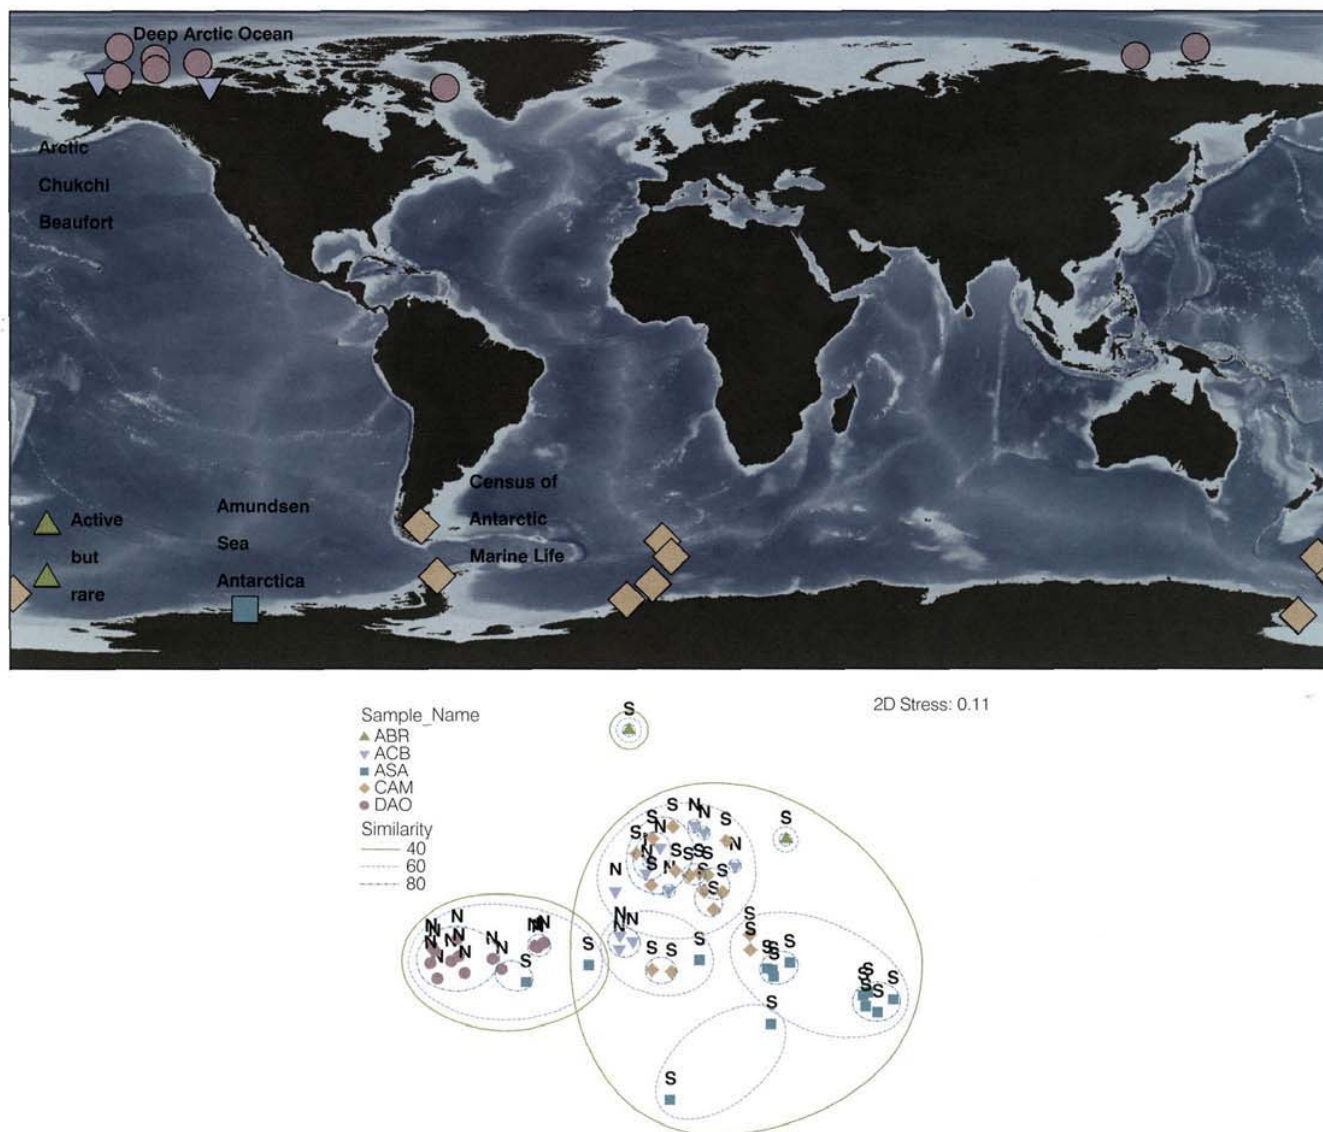 Deep Arctic Ocean
Arctic
Chukchi
Beaufort
Census of
Antarctic
Marine Life
Amundsen
Sea
Antarctica
Active
but
rare
2D Stress: 0.11
Sample_Name
ABR
ACB
ASA
CAM
DAO
Similarity
40
60
80
S
S
S S N N S
S N N N
N S S S S S
N S N S S
N N N S S S S
N N N N N N N N N N N
S S S S S S
S S S S S
S
S